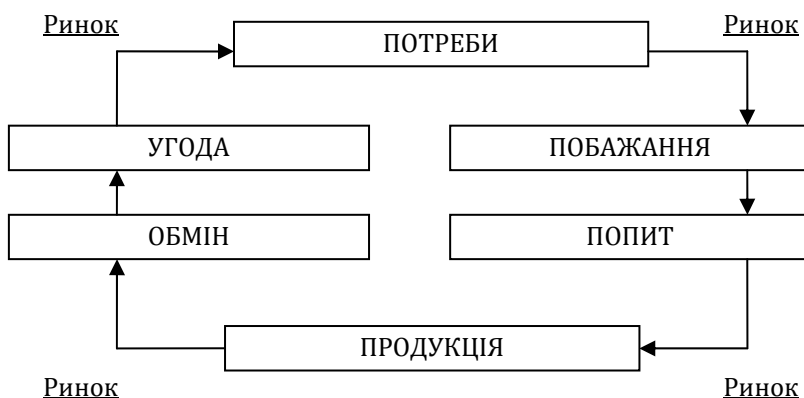 Ринок Ринок
ПОТРЕБИ
УГОДА ПОБАЖАННЯ
ОБМІН ПОПИТ
ПРОДУКЦІЯ
Ринок Ринок